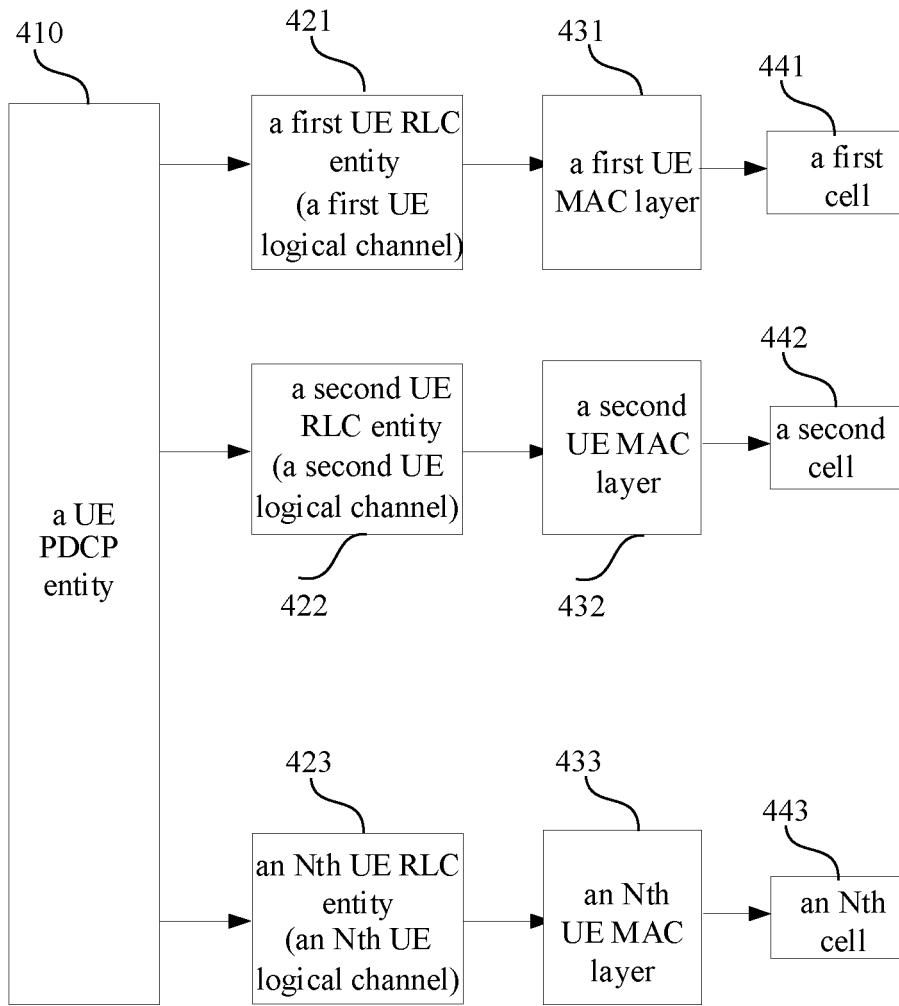 410
421
431
441
a first UE RLC
entity
(a first UE
logical channel)
a first UE
MAC layer
a first
cell
442
a second UE
RLC entity
(a second UE
logical channel)
a second
UE MAC
layer
a second
cell
a UE
PDCP
entity
422
432
423
433
443
an Nth UE RLC
entity
(an Nth UE
logical channel)
an Nth
UE MAC
layer
an Nth
cell